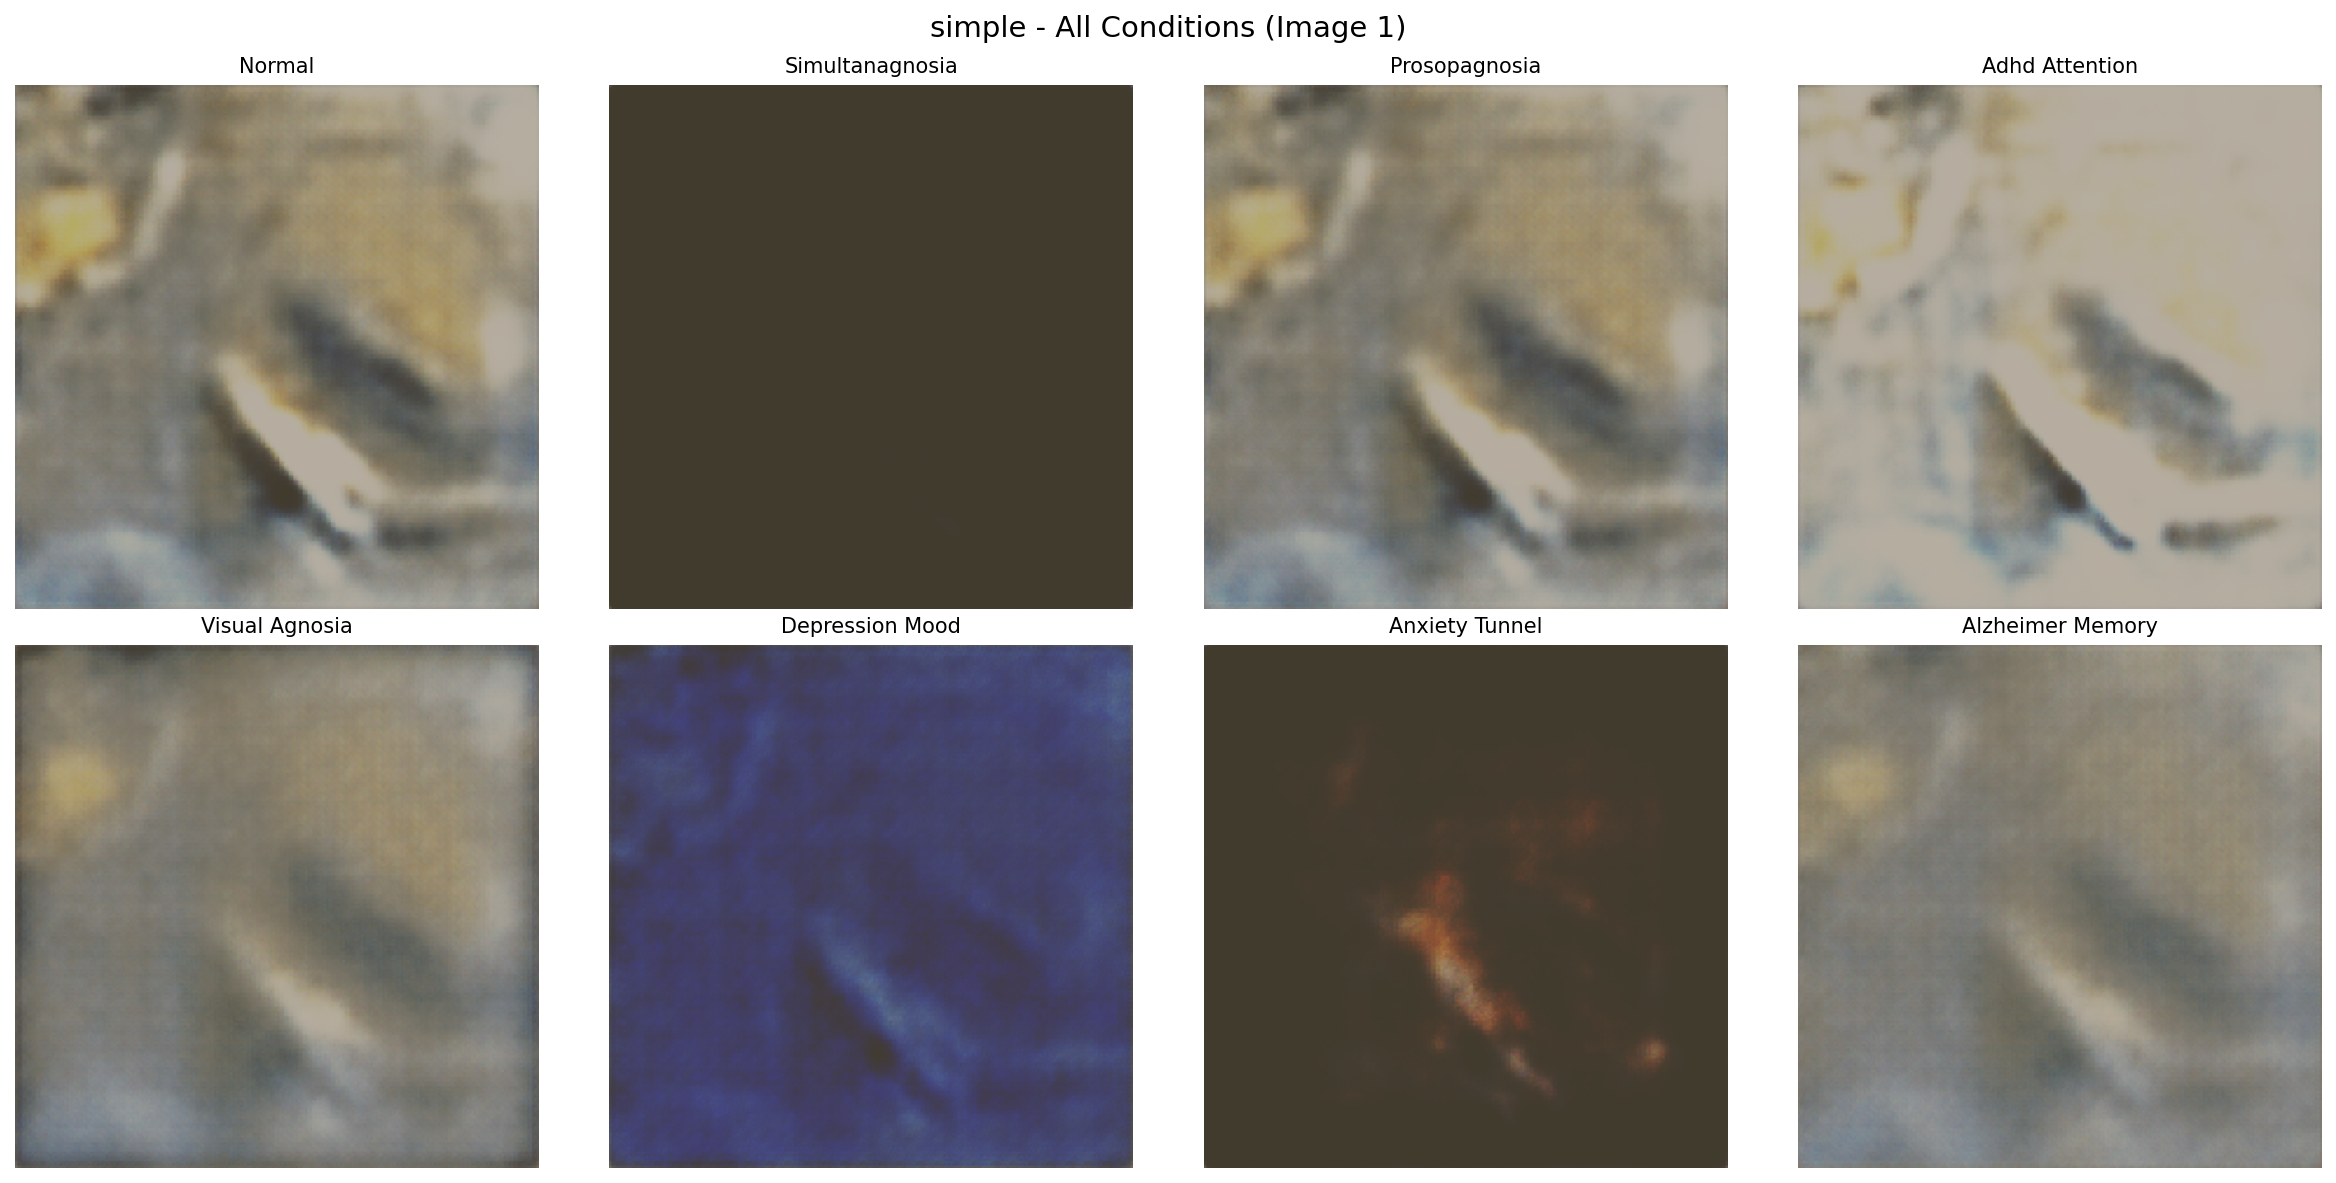 simple - All Conditions (Image 1)
Normal
Simultanagnosia
Prosopagnosia
Adhd Attention
Visual Agnosia
Depression Mood
Anxiety Tunnel
Alzheimer Memory